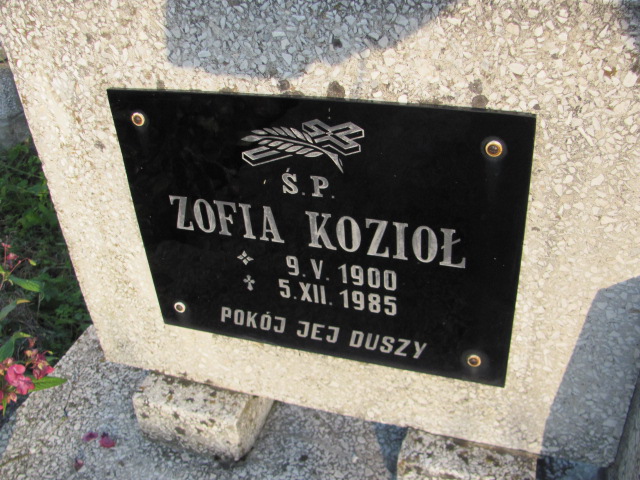 Ś.P.
ZOFIA KOZIOŁ
9.V.1900
5.XII.1985
POKÓJ JEJ DUSZY